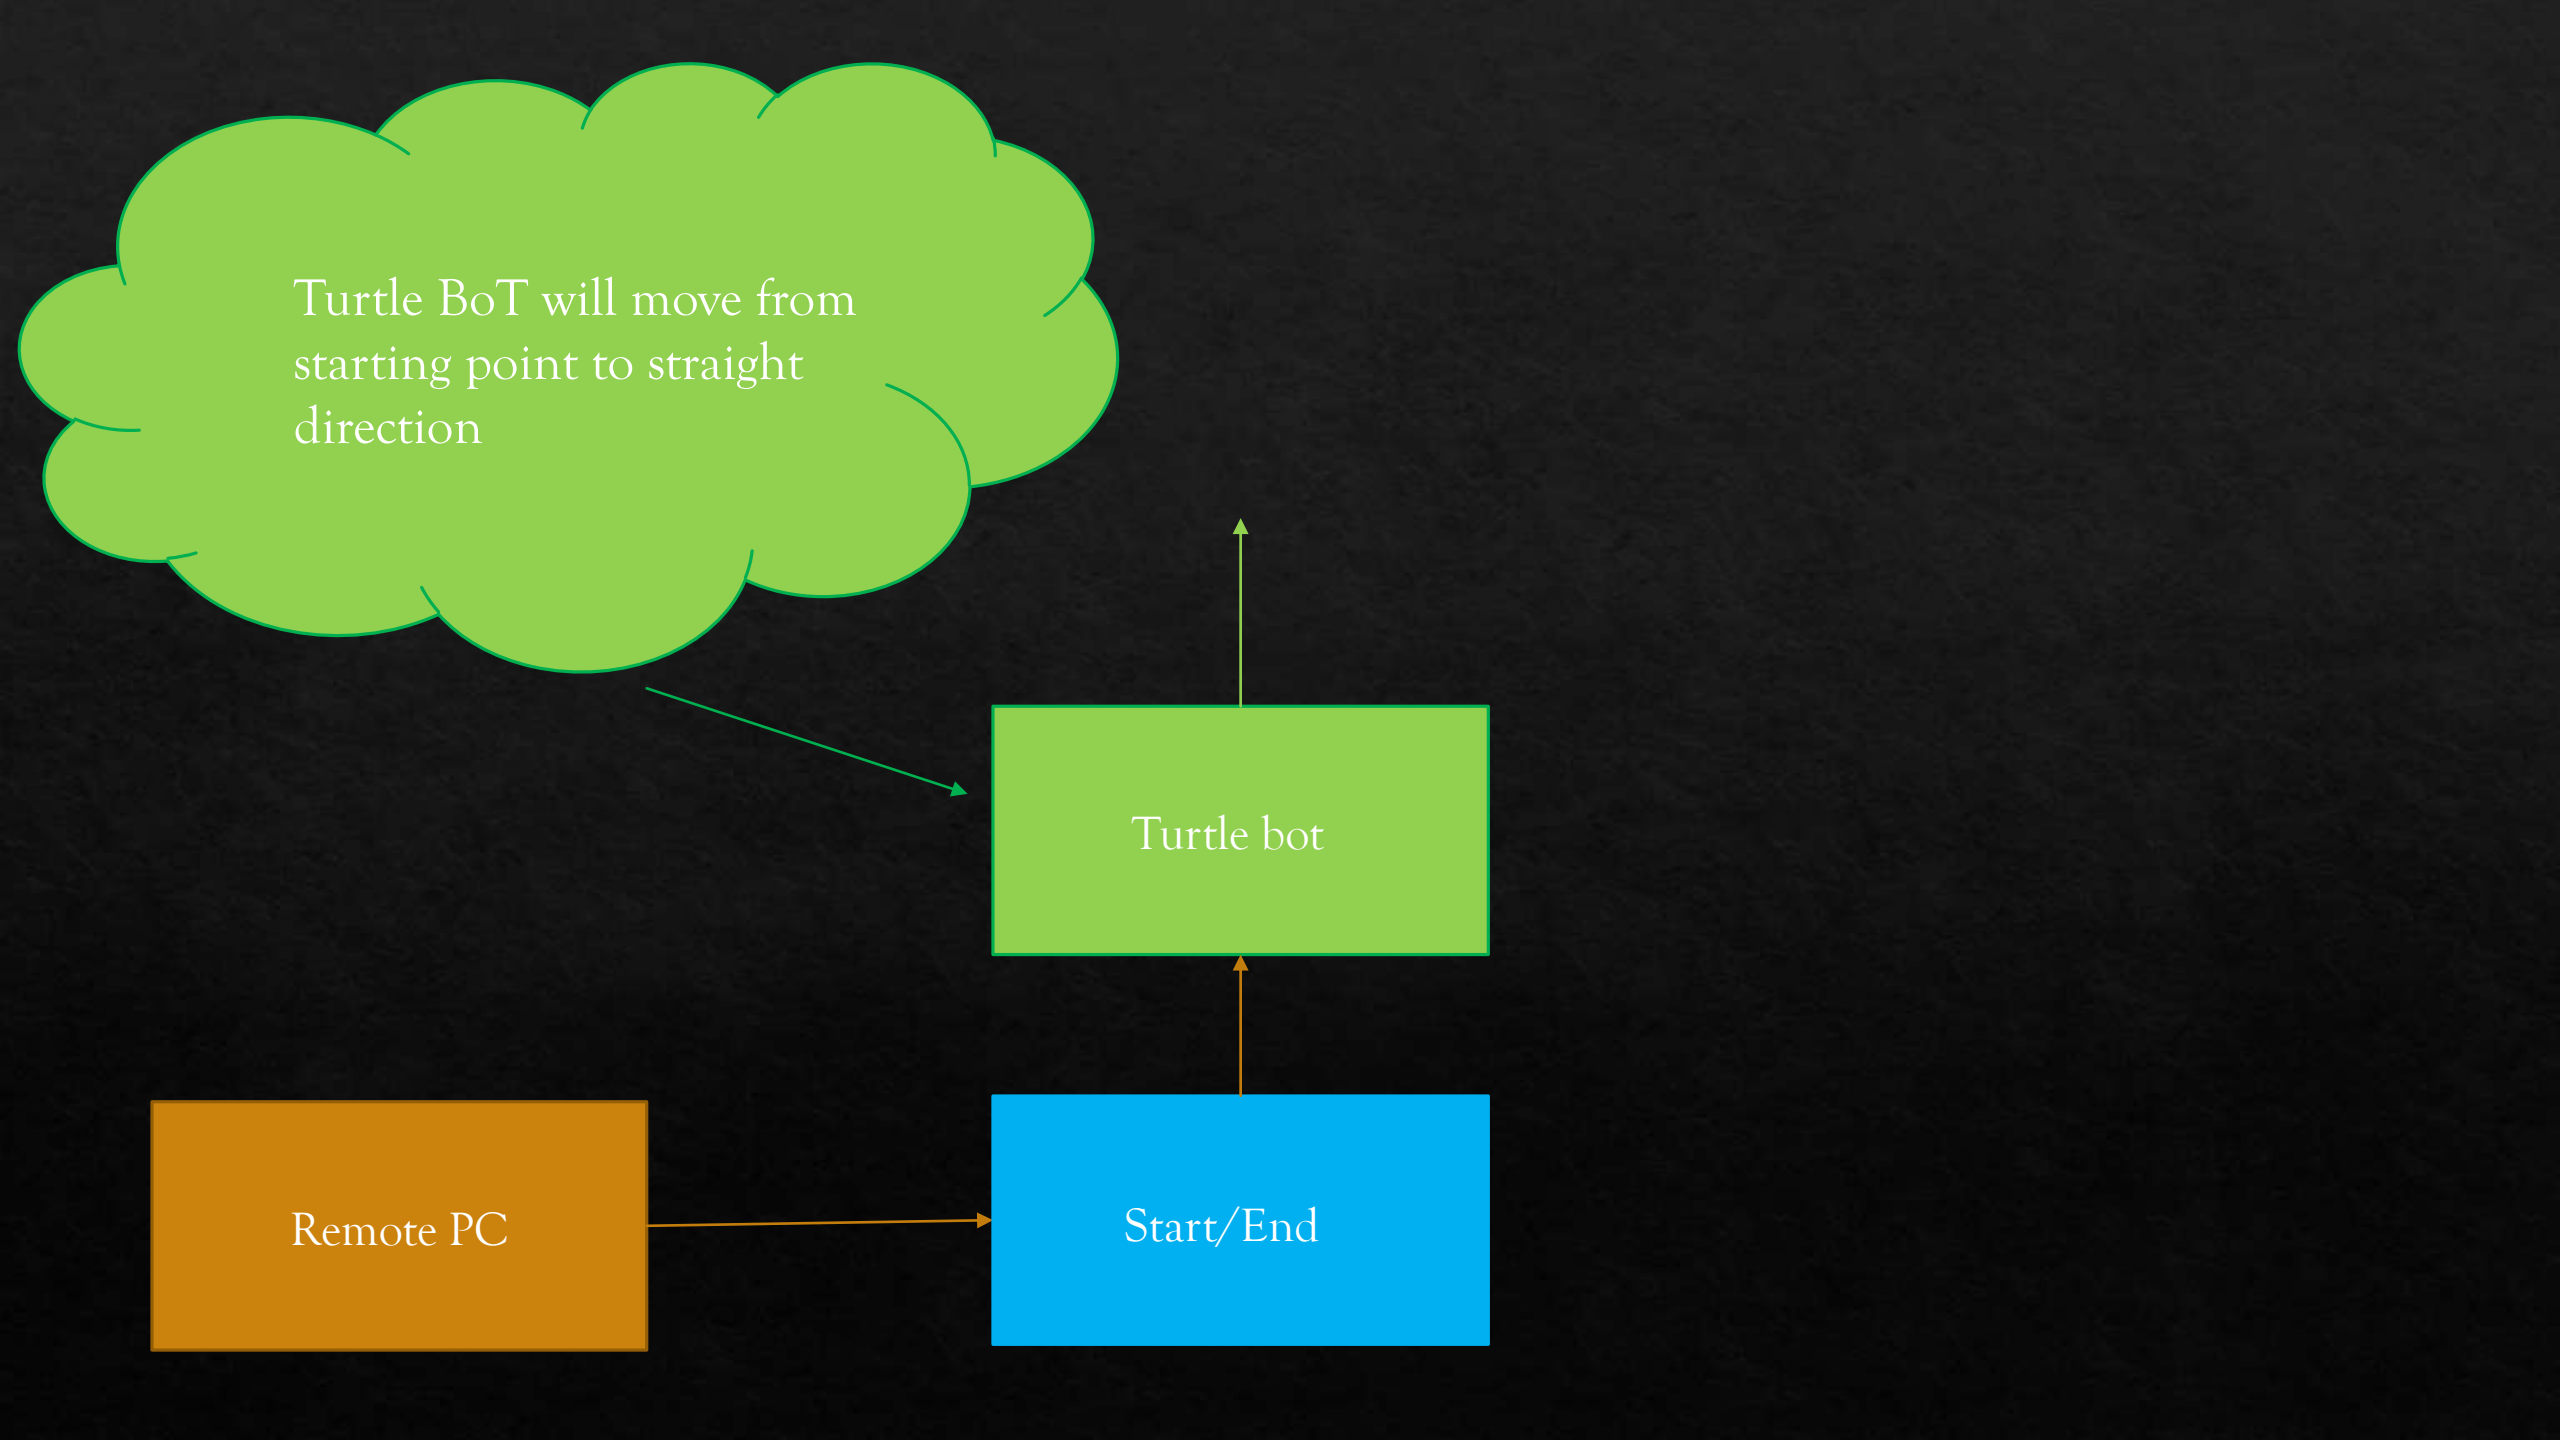 Turtle BoT will move from
starting point to straight
direction
Turtle bot
Remote PC
Start/End